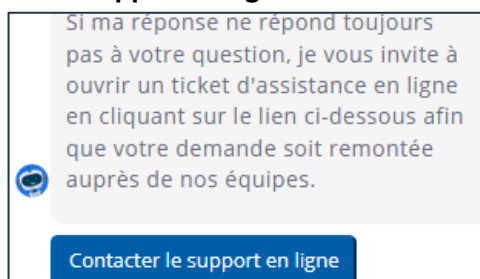 Si ma réponse ne répond toujours
pas à votre question, je vous invite à
ouvrir un ticket d'assistance en ligne
en cliquant sur le lien ci-dessous afin
que votre demande soit remontée
auprès de nos équipes.
Contacter le support en ligne